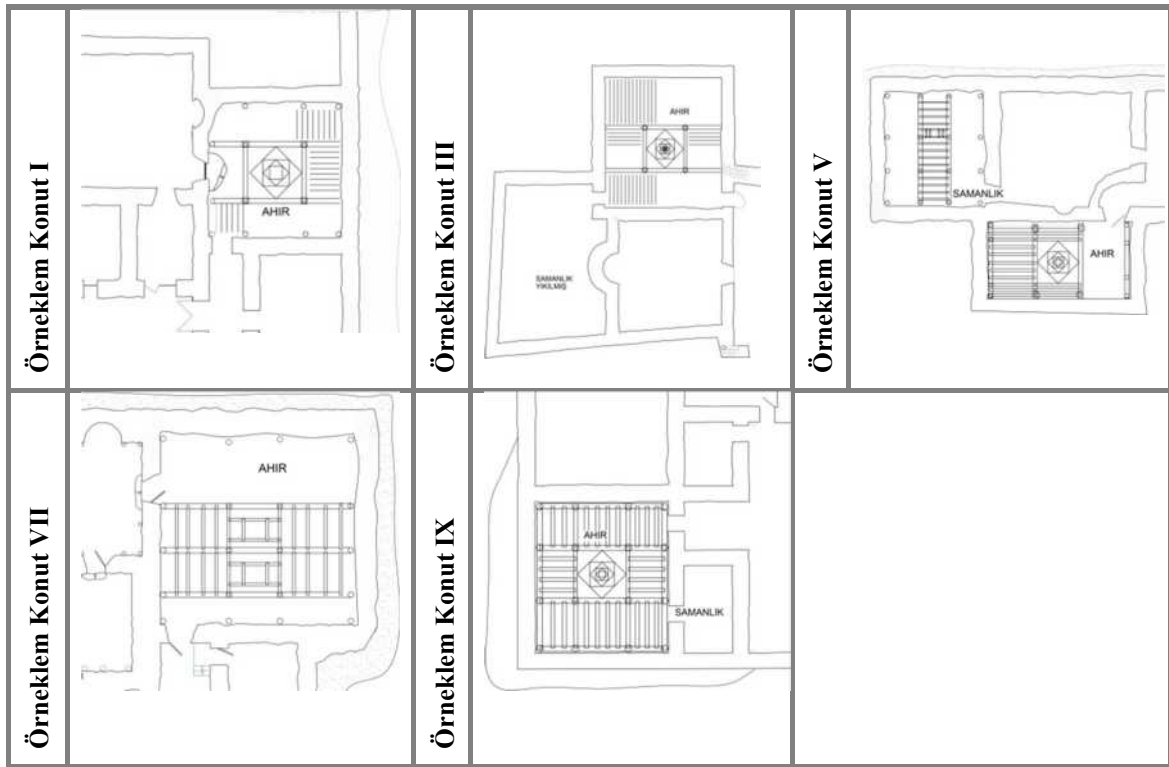 Örneklem Konut I
AHIR
Örneklem Konut III
AHIR
SAMANLIK
YIKILMIŞ
Örneklem Konut V
SAMANLIK
AHIR
Örneklem Konut VII
AHIR
Örneklem Konut IX
AHIR
SAMANLIK